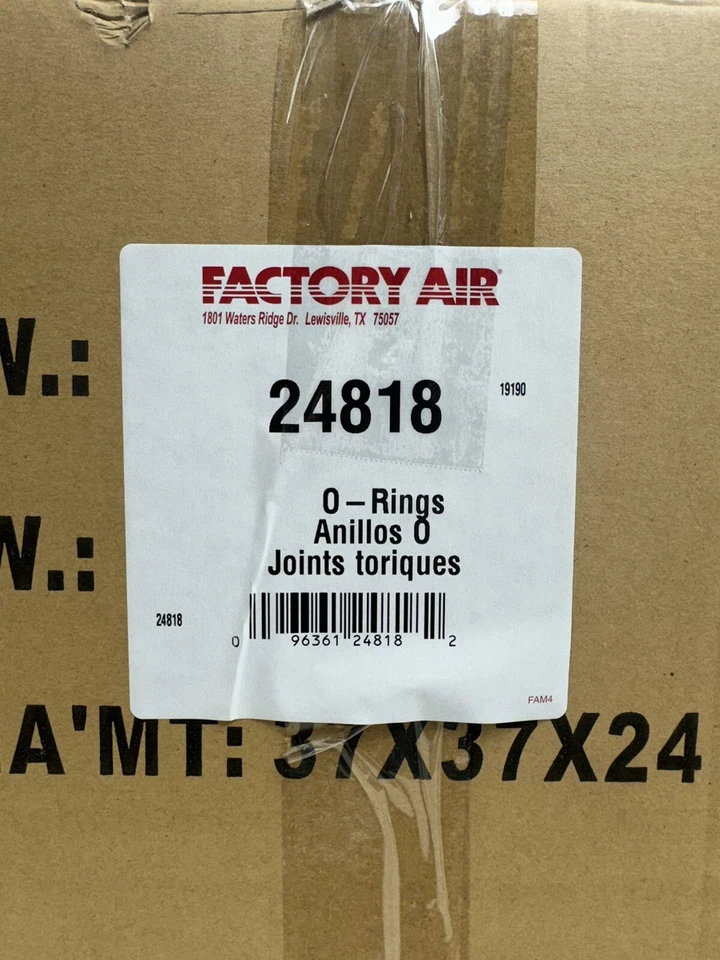 FACTORY AIR®
1801 Waters Ridge Dr. Lewisville, TX 75057
24818
19190
O – Rings
Anillos O
Joints toriques
24818
0 96361 24818 2
FAM4
W.:
W.:
A'MT: 37X37X24